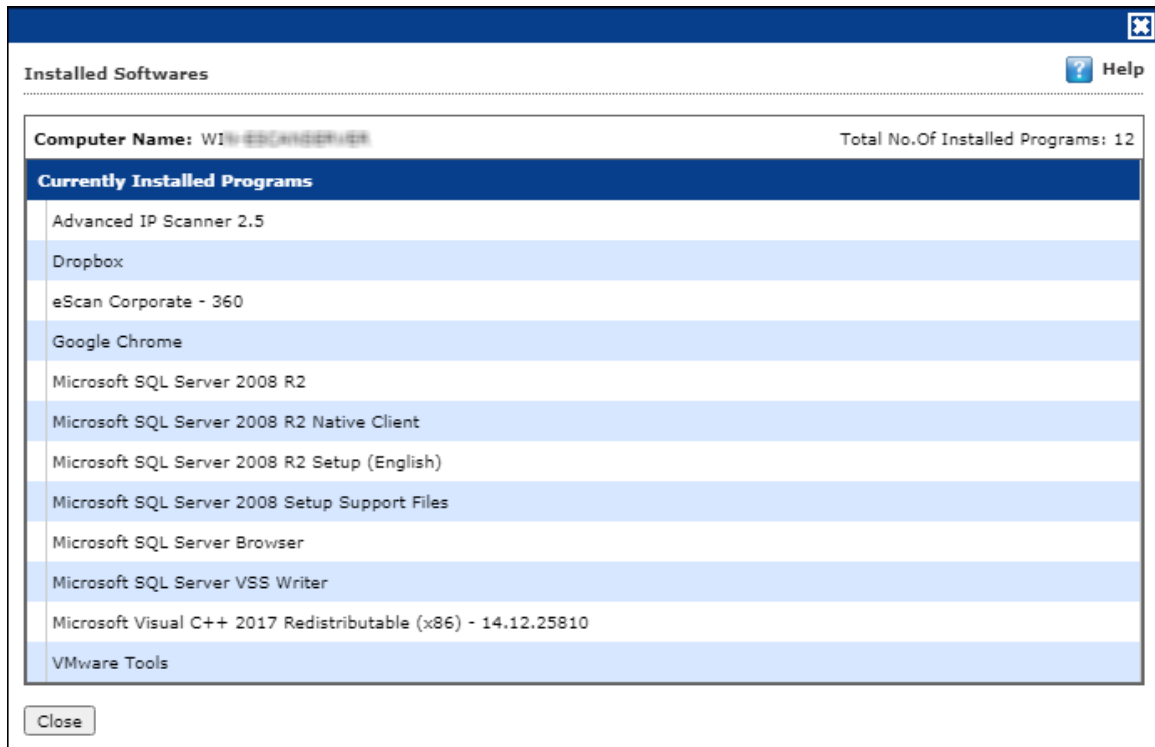 Installed Softwares
? Help
Computer Name: Total No.Of Installed Programs: 12
Currently Installed Programs
Advanced IP Scanner 2.5
Dropbox
eScan Corporate - 360
Google Chrome
Microsoft SQL Server 2008 R2
Microsoft SQL Server 2008 R2 Native Client
Microsoft SQL Server 2008 R2 Setup (English)
Microsoft SQL Server 2008 Setup Support Files
Microsoft SQL Server Browser
Microsoft SQL Server VSS Writer
Microsoft Visual C++ 2017 Redistributable (x86) - 14.12.25810
VMware Tools
Close